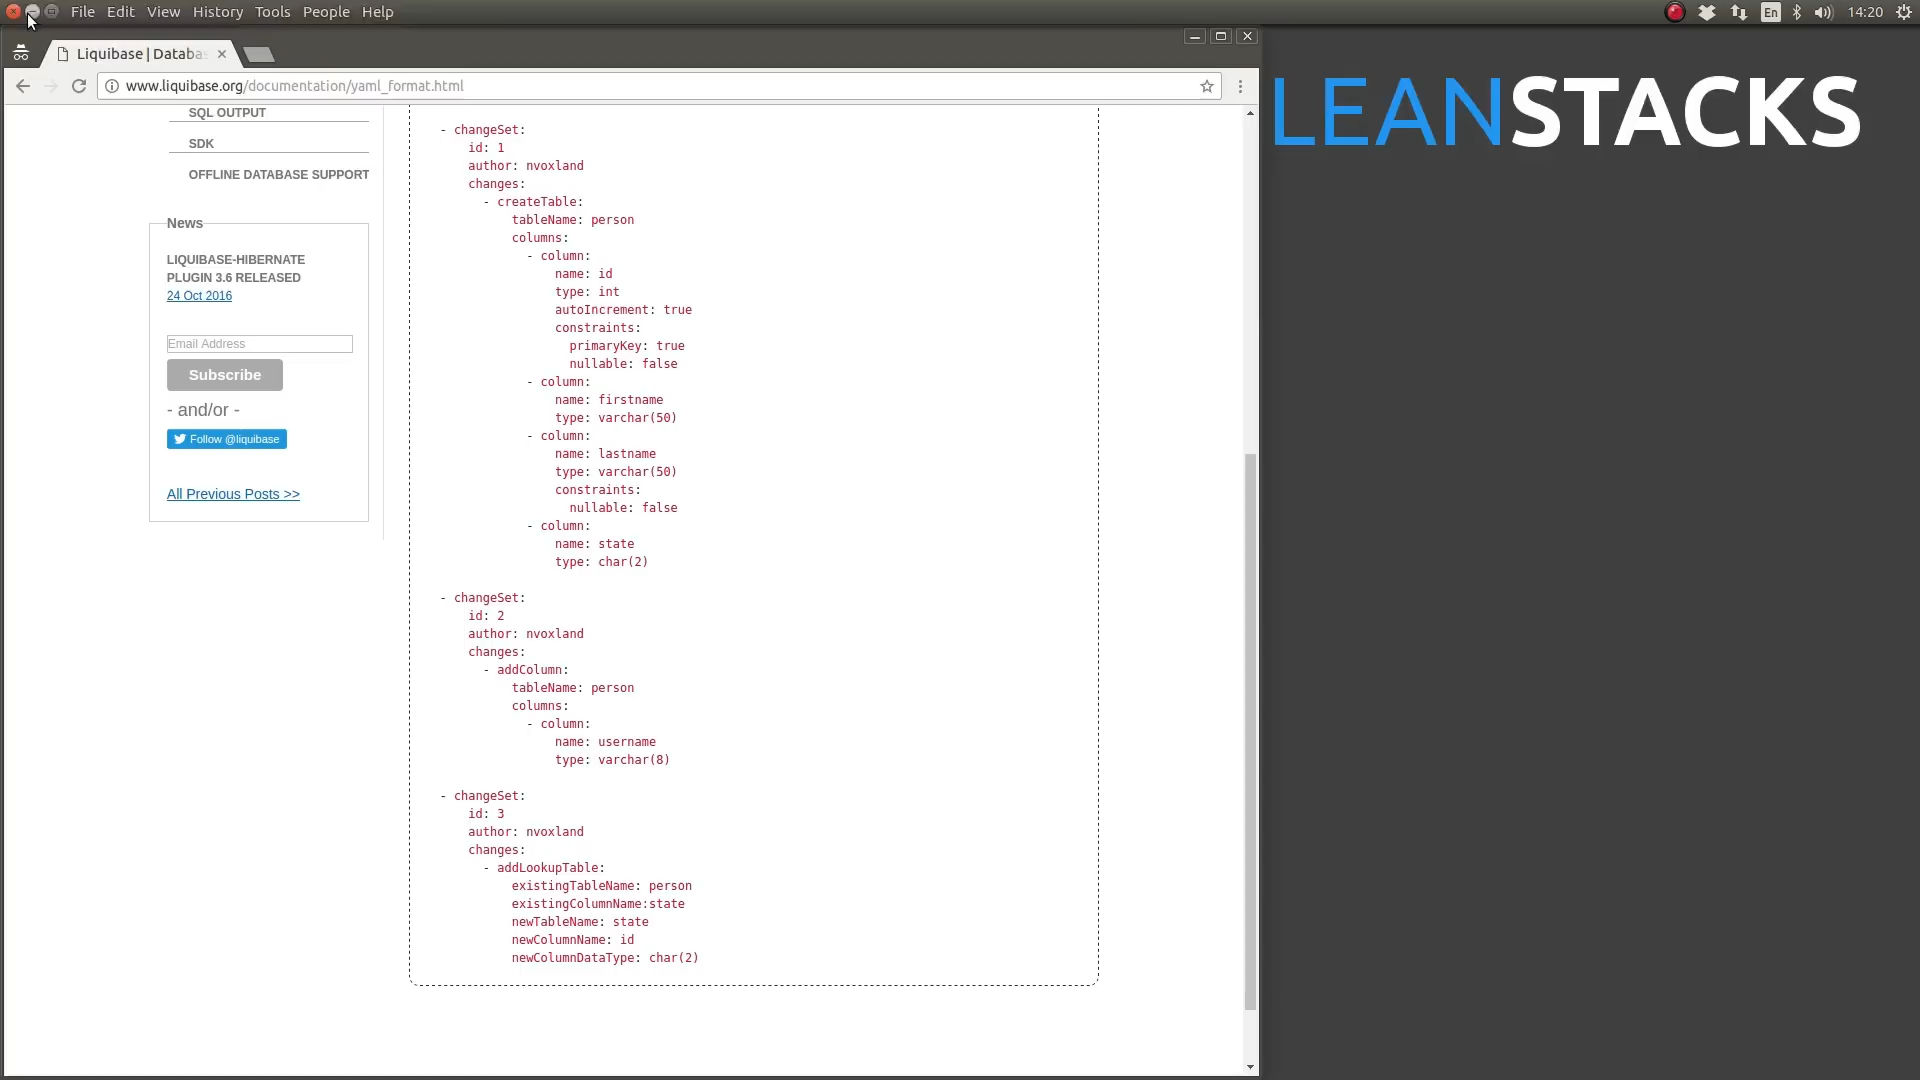 File Edit View History Tools People Help
En 14:20
Liquibase | Databa
www.liquibase.org/documentation/yaml_format.html
LEANSTACKS
SQL OUTPUT
SDK
OFFLINE DATABASE SUPPORT
News
LIQUIBASE-HIBERNATE
PLUGIN 3.6 RELEASED
24 Oct 2016
Email Address
Subscribe
- and/or -
Follow @liquibase
All Previous Posts >>
- changeSet:
id: 1
author: nvoxland
changes:
- createTable:
tableName: person
columns:
- column:
name: id
type: int
autoIncrement: true
constraints:
primaryKey: true
nullable: false
- column:
name: firstname
type: varchar(50)
- column:
name: lastname
type: varchar(50)
constraints:
nullable: false
- column:
name: state
type: char(2)
- changeSet:
id: 2
author: nvoxland
changes:
- addColumn:
tableName: person
columns:
- column:
name: username
type: varchar(8)
- changeSet:
id: 3
author: nvoxland
changes:
- addLookupTable:
existingTableName: person
existingColumnName:state
newTableName: state
newColumnName: id
newColumnDataType: char(2)